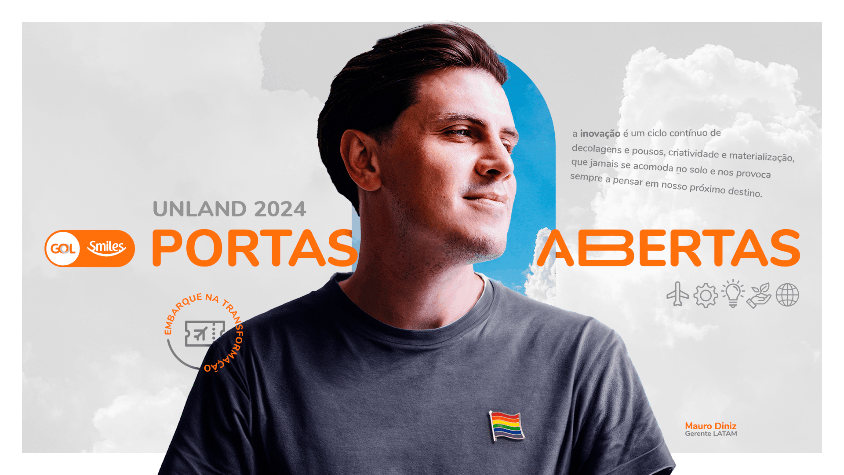 a inovação é um ciclo contínuo de
decolagens e pousos, criatividade e materialização,
que jamais se acomoda no solo e nos provoca
sempre a pensar em nosso próximo destino.
UNLAND 2024
GOL Smiles
PORTAS ABERTAS
EMBARQUE NA TRANSFORMAÇÃO
Mauro Diniz
Gerente LATAM